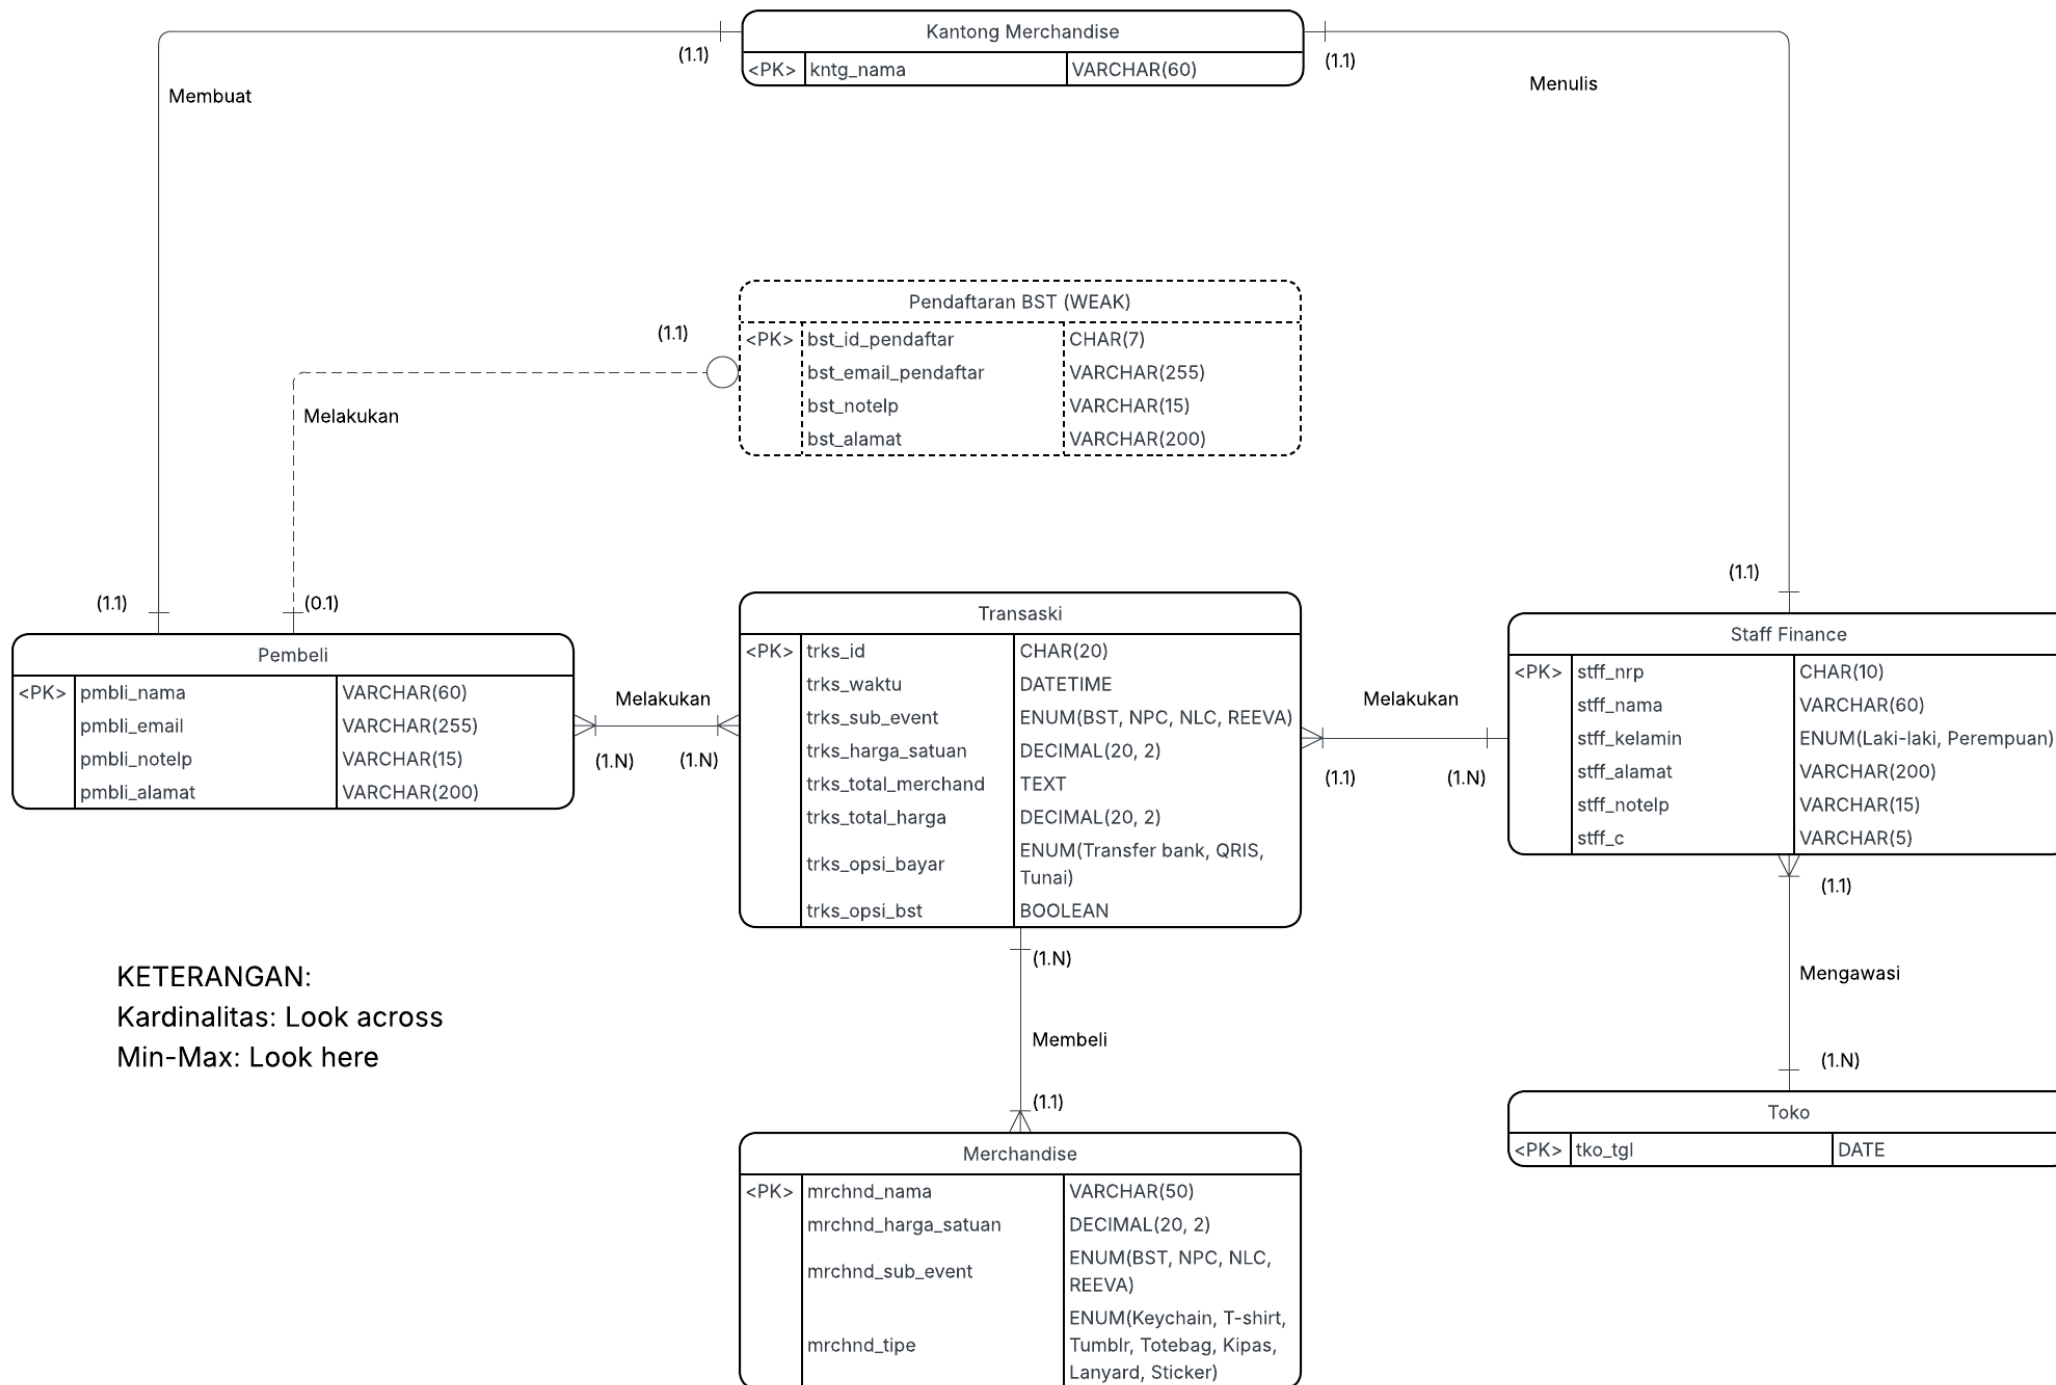 Kantong Merchandise
<PK> kntg_nama VARCHAR(60)
(1.1)
(1.1)
Membuat
Menulis
Pendaftaran BST (WEAK)
<PK> bst_id_pendaftar CHAR(7)
bst_email_pendaftar VARCHAR(255)
bst_notelp VARCHAR(15)
bst_alamat VARCHAR(200)
(1.1)
Melakukan
(1.1)
(0.1)
(1.1)
Pembeli
<PK> pmbli_nama VARCHAR(60)
pmbli_email VARCHAR(255)
pmbli_notelp VARCHAR(15)
pmbli_alamat VARCHAR(200)
Melakukan
(1.N)
(1.N)
Transaski
<PK> trks_id CHAR(20)
trks_waktu DATETIME
trks_sub_event ENUM(BST, NPC, NLC, REEVA)
trks_harga_satuan DECIMAL(20, 2)
trks_total_merchand TEXT
trks_total_harga DECIMAL(20, 2)
trks_opsi_bayar ENUM(Transfer bank, QRIS,
Tunai)
trks_opsi_bst BOOLEAN
Melakukan
(1.1)
(1.N)
Staff Finance
<PK> stff_nrp CHAR(10)
stff_nama VARCHAR(60)
stff_kelamin ENUM(Laki-laki, Perempuan)
stff_alamat VARCHAR(200)
stff_notelp VARCHAR(15)
stff_c VARCHAR(5)
(1.1)
Mengawasi
(1.N)
Toko
<PK> tko_tgl DATE
(1.N)
Membeli
(1.1)
Merchandise
<PK> mrchnd_nama VARCHAR(50)
mrchnd_harga_satuan DECIMAL(20, 2)
mrchnd_sub_event ENUM(BST, NPC, NLC,
REEVA)
mrchnd_tipe ENUM(Keychain, T-shirt,
Tumblr, Totebag, Kipas,
Lanyard, Sticker)
KETERANGAN:
Kardinalitas: Look across
Min-Max: Look here